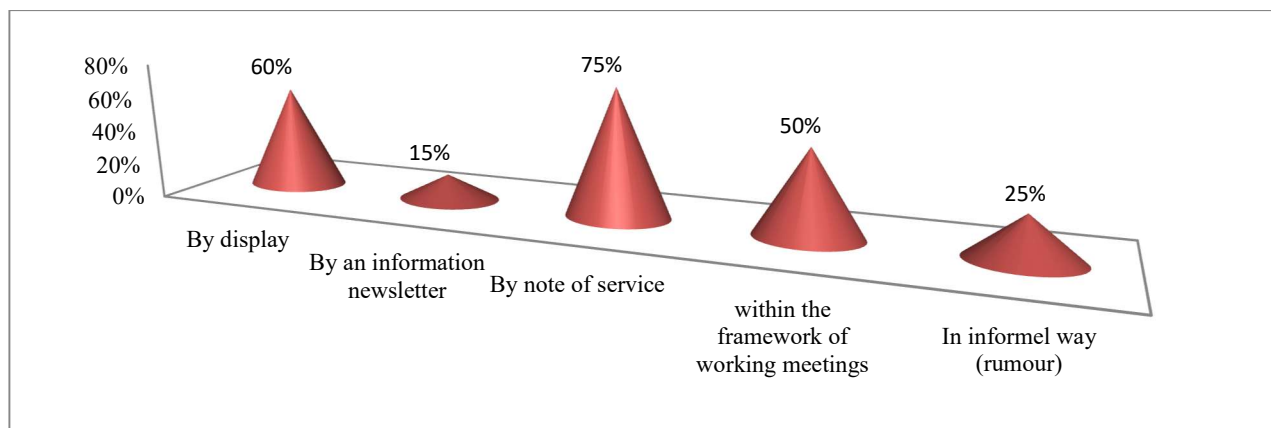 80%
60%
40%
20%
0%
60%
15%
75%
50%
25%
By display
By an information
newsletter
By note of service
within the
framework of
working meetings
In informel way
(rumour)